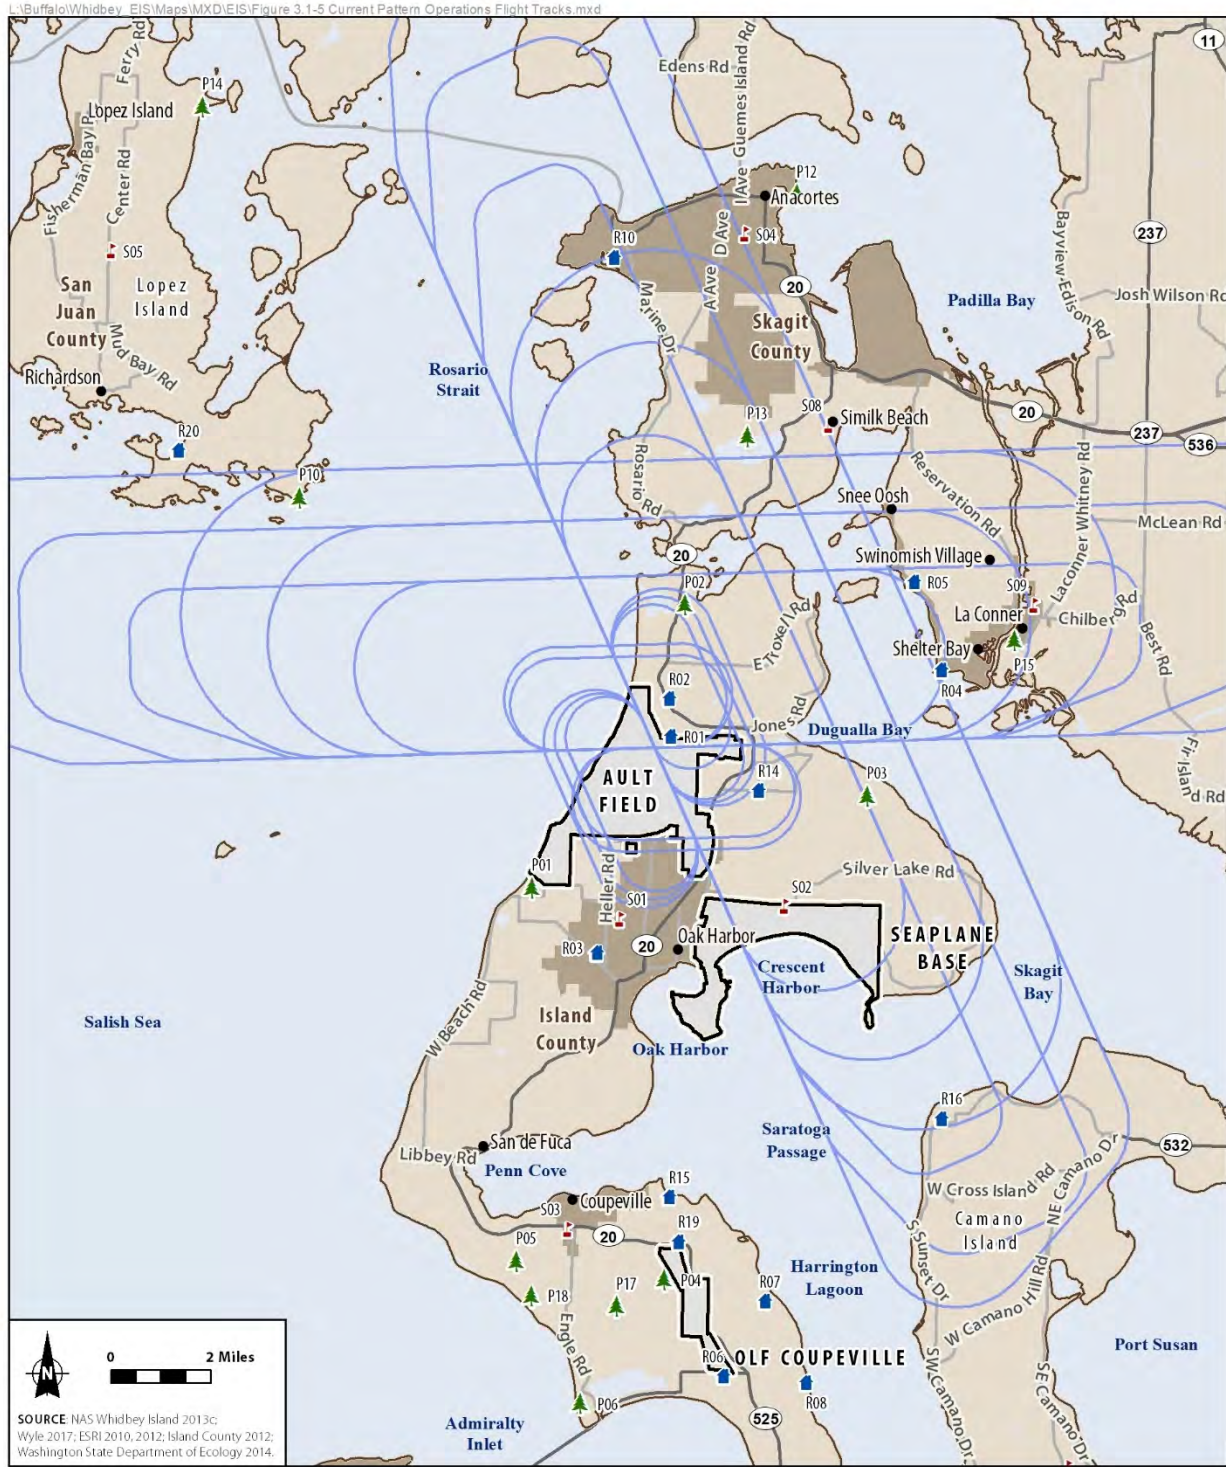 L:\Buffalo\Whidbey_EIS\Maps\MXD\EIS\Figure 3.1-5 Current Pattern Operations Flight Tracks.mxd
11
Ferry Rd
Edens Rd
Guemes Island Rd
P14
Lopez Island
Fisherman Bay
Center Rd
P12
I Ave
Anacortes
D Ave
S04
R10
237
S05
San
Juan
County
Lopez
Island
20
A Ave
Marine Dr
Padilla Bay
Bayview-Edison Rd
Josh Wilson Rd
Skagit
County
Mud Bay Rd
Richardson
Rosario
Strait
S08
P13
Similk Beach
20
237
536
R20
P10
Rosario Rd
Reservation Rd
Laconner Whitney Rd
Snee Oosh
McLean Rd
20
P02
Swinomish Village
R05
S09
La Conner
Chilberg Rd
E Troxell Rd
Shelter Bay
P15
Best Rd
R02
R04
Jones Rd
Dugualla Bay
R01
AULT
FIELD
R14
P03
Fir Island Rd
P01
Heller Rd
S01
Silver Lake Rd
S02
R03
20
Oak Harbor
SEAPLANE
BASE
Crescent
Harbor
Skagit
Bay
Salish Sea
W Beach Rd
Island
County
Oak Harbor
R16
Saratoga
Passage
San de Fuca
Libbey Rd
Penn Cove
532
W Cross Island Rd
NE Camano Dr
R15
S03
Coupeville
Camano
Island
R19
20
P05
S Sunset Dr
P04
P17
P18
Harrington
Lagoon
R07
W Camano Hill Rd
Engle Rd
Port Susan
N
0
2 Miles
R06
OLF COUPEVILLE
R08
P06
SW Camano Dr
SE Camano Dr
525
Admiralty
Inlet
SOURCE: NAS Whidbey Island 2013c;
Wyle 2017; ESRI 2010, 2012; Island County 2012;
Washington State Department of Ecology 2014.